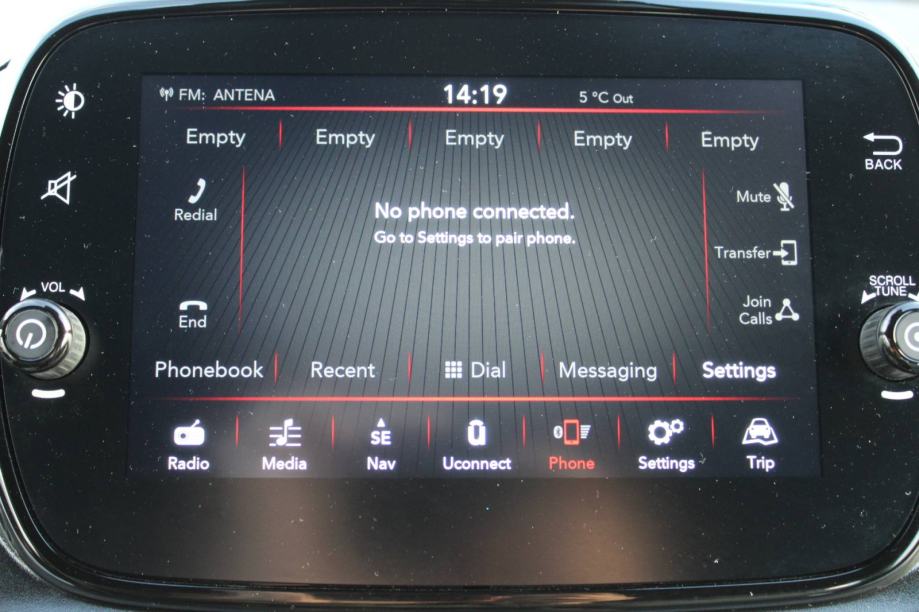 FM: ANTENA 14:19 5 °C Out
Empty Empty Empty Empty Empty
BACK
Redial
No phone connected.
Go to Settings to pair phone.
Mute
Transfer
VOL
SCROLL
TUNE
End
Join
Calls
Phonebook Recent Dial Messaging Settings
SE
Radio Media Nav Uconnect Phone Settings Trip